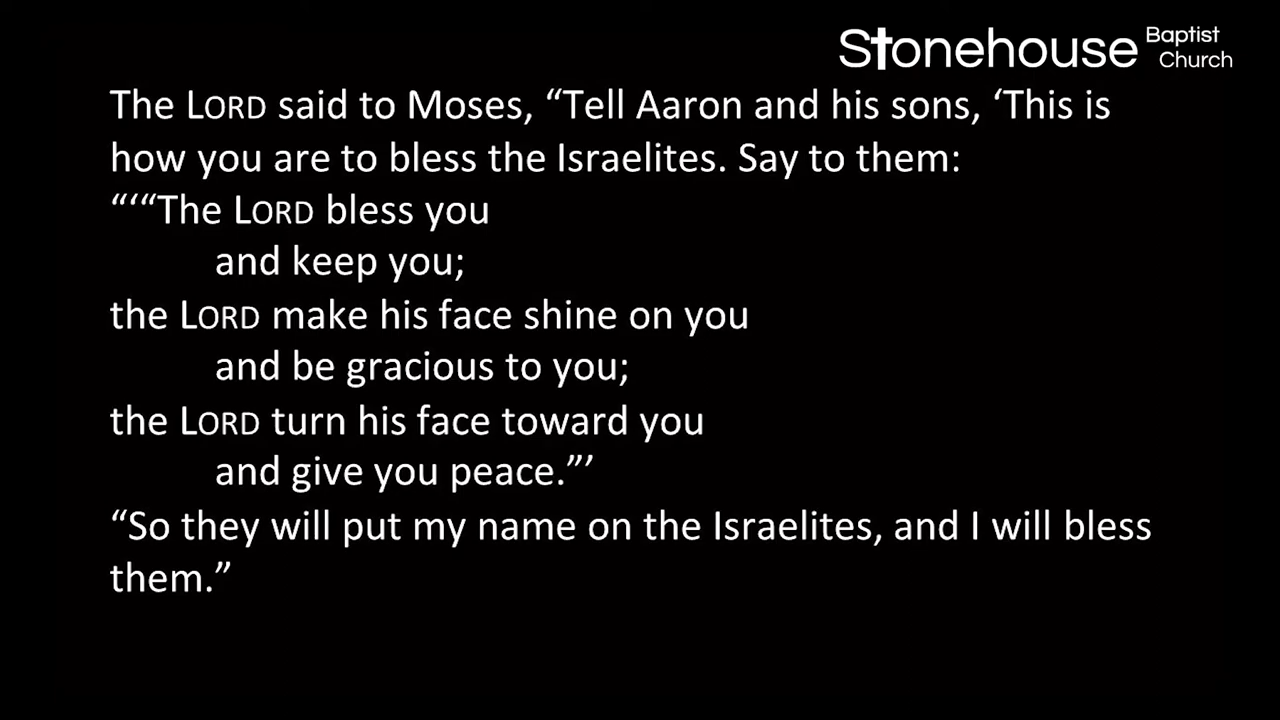 Stonehouse Baptist Church
The LORD said to Moses, “Tell Aaron and his sons, ‘This is
how you are to bless the Israelites. Say to them:
“‘“The LORD bless you
and keep you;
the LORD make his face shine on you
and be gracious to you;
the LORD turn his face toward you
and give you peace.”’
“So they will put my name on the Israelites, and I will bless
them.”